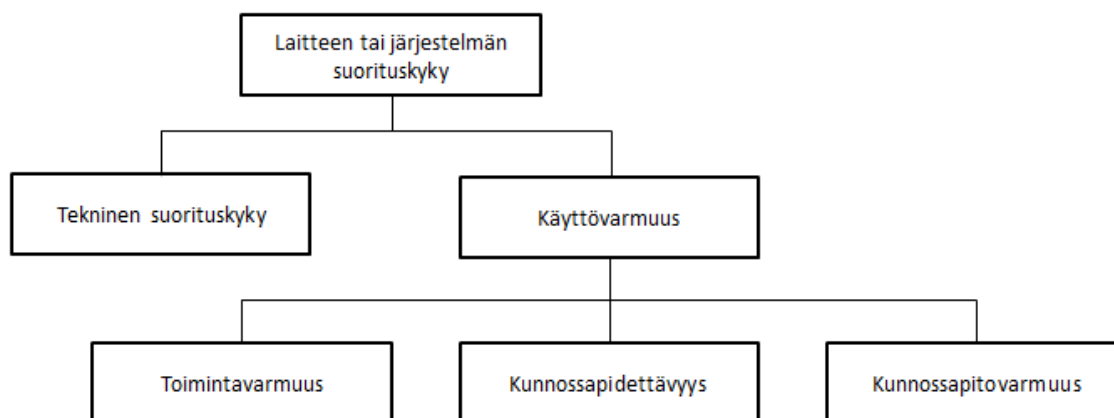 Laitteen tai järjestelmän
suorituskyky
Tekninen suorituskyky
Käyttövarmuus
Toimintavarmuus
Kunnossapidettävyys
Kunnossapitovarmuus